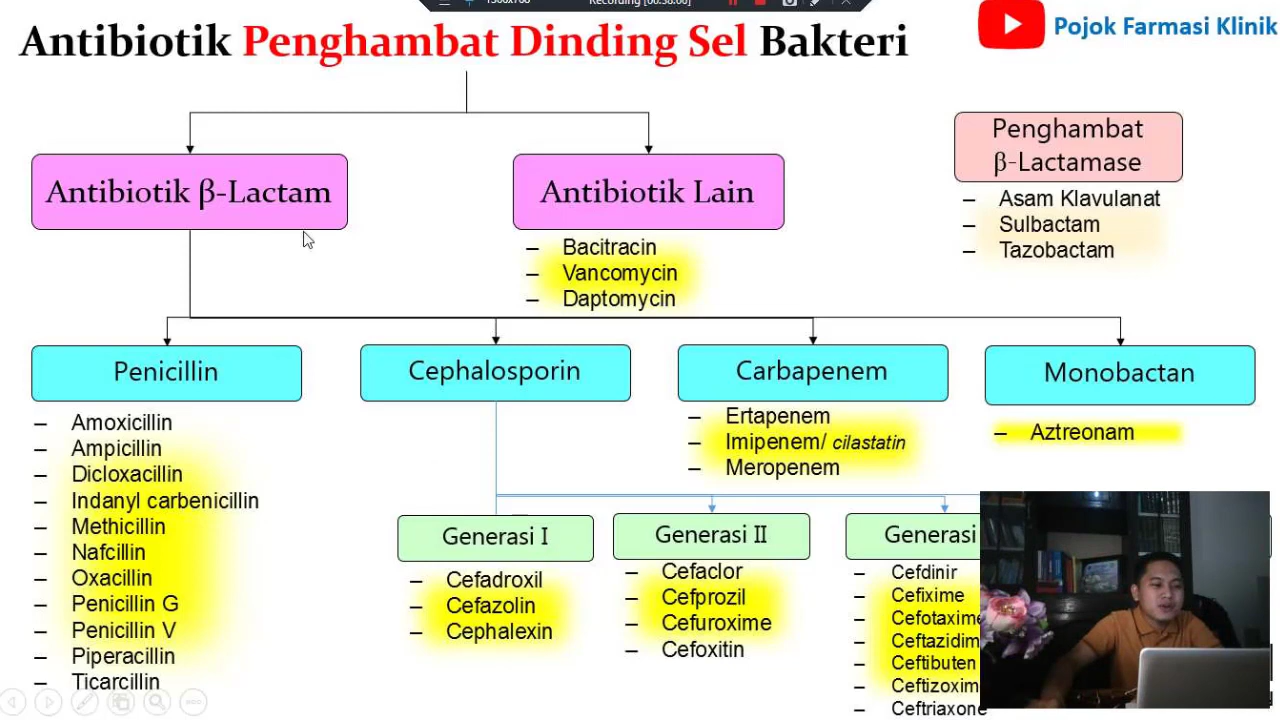 Antibiotik Penghambat Dinding Sel Bakteri
Pojok Farmasi Klinik
Antibiotik β-Lactam
Antibiotik Lain
– Bacitracin
– Vancomycin
– Daptomycin
Penghambat
β-Lactamase
– Asam Klavulanat
– Sulbactam
– Tazobactam
Penicillin
– Amoxicillin
– Ampicillin
– Dicloxacillin
– Indanyl carbenicillin
– Methicillin
– Nafcillin
– Oxacillin
– Penicillin G
– Penicillin V
– Piperacillin
– Ticarcillin
Cephalosporin
Carbapenem
– Ertapenem
– Imipenem/ cilastatin
– Meropenem
Monobactan
– Aztreonam
Generasi I
– Cefadroxil
– Cefazolin
– Cephalexin
Generasi II
– Cefaclor
– Cefprozil
– Cefuroxime
– Cefoxitin
Generasi
– Cefdinir
– Cefixime
– Cefotaxime
– Ceftazidim
– Ceftibuten
– Ceftizoxim
– Ceftriaxone